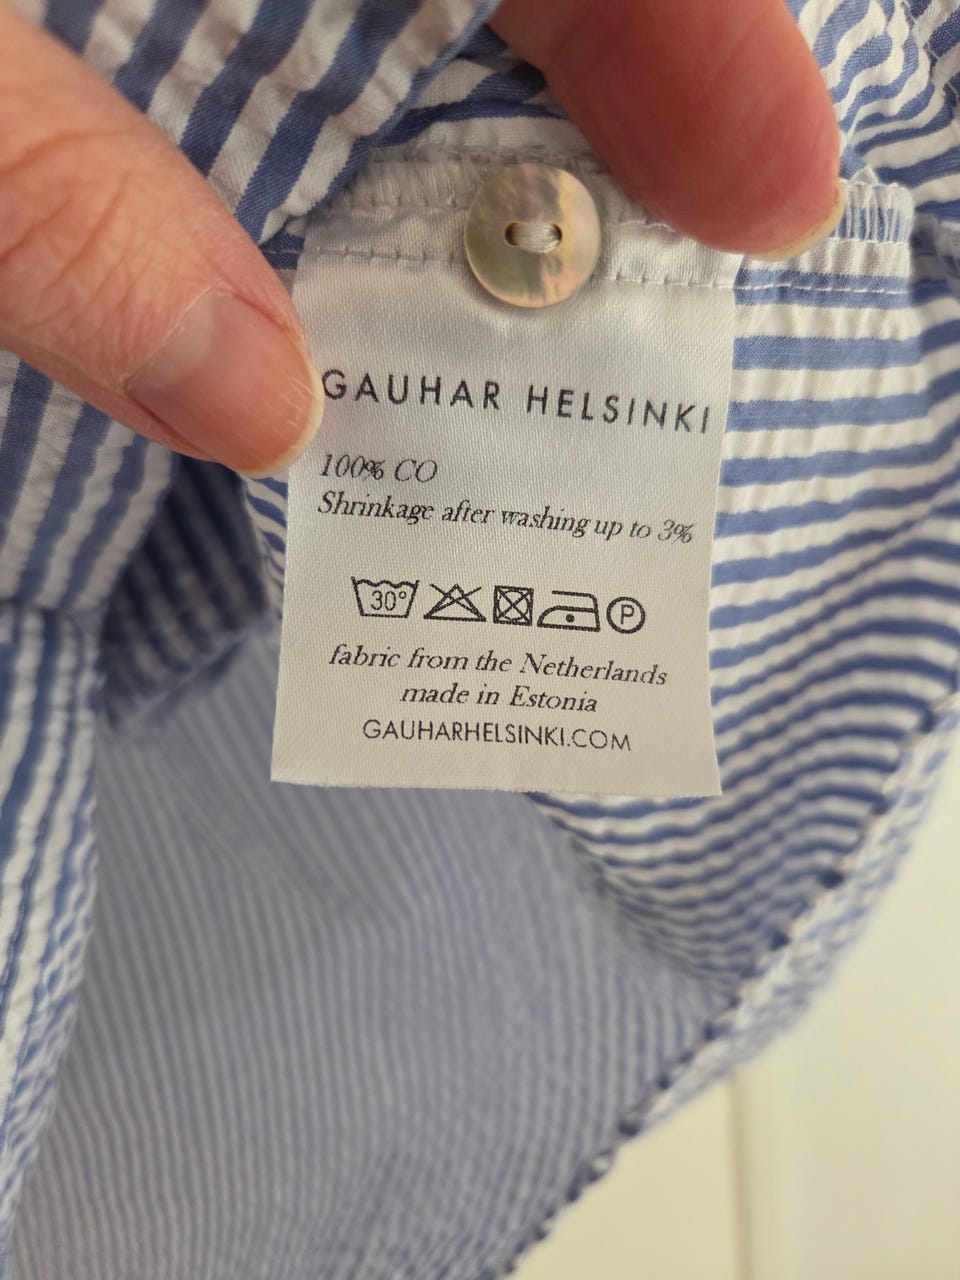 GAUHAR HELSINKI
100% CO
Shrinkage after washing up to 3%
30° P
fabric from the Netherlands
made in Estonia
GAUHARHELSINKI.COM